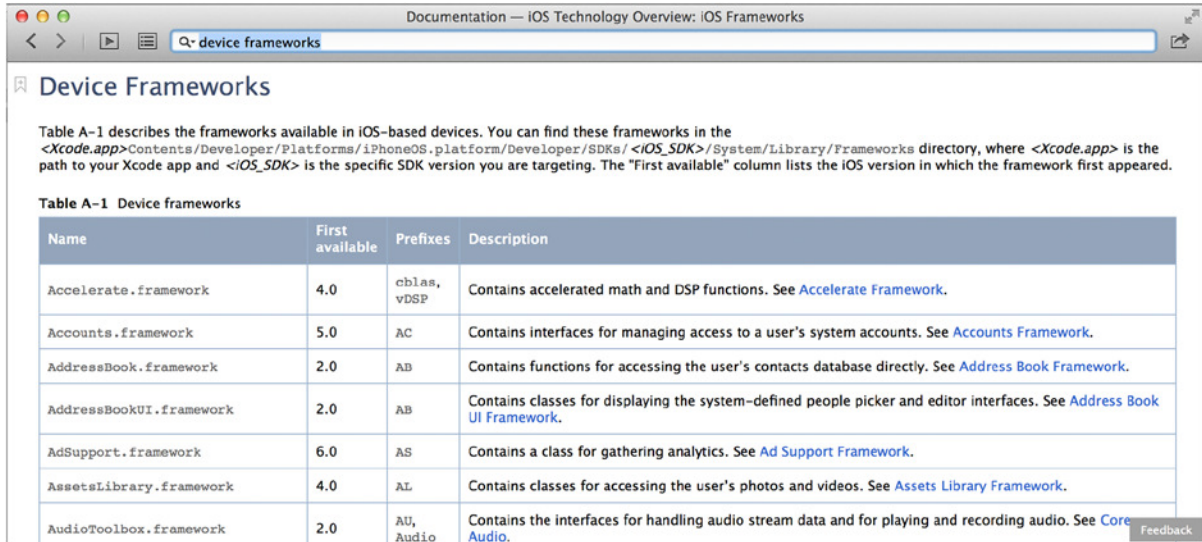 Documentation — iOS Technology Overview: iOS Frameworks
device frameworks
Device Frameworks
Table A-1 describes the frameworks available in iOS-based devices. You can find these frameworks in the
<Xcode.app>Contents/Developer/Platforms/iPhoneOS.platform/Developer/SDKs/<iOS_SDK>/System/Library/Frameworks directory, where <Xcode.app> is the
path to your Xcode app and <iOS_SDK> is the specific SDK version you are targeting. The "First available" column lists the iOS version in which the framework first appeared.
Table A-1 Device frameworks
Name First available Prefixes Description
Accelerate.framework 4.0 cblas, vDSP Contains accelerated math and DSP functions. See Accelerate Framework.
Accounts.framework 5.0 AC Contains interfaces for managing access to a user's system accounts. See Accounts Framework.
AddressBook.framework 2.0 AB Contains functions for accessing the user's contacts database directly. See Address Book Framework.
AddressBookUI.framework 2.0 AB Contains classes for displaying the system-defined people picker and editor interfaces. See Address Book
UI Framework.
AdSupport.framework 6.0 AS Contains a class for gathering analytics. See Ad Support Framework.
AssetsLibrary.framework 4.0 AL Contains classes for accessing the user's photos and videos. See Assets Library Framework.
AudioToolbox.framework 2.0 AU, Audio Contains the interfaces for handling audio stream data and for playing and recording audio. See Core
Audio.
Feedback